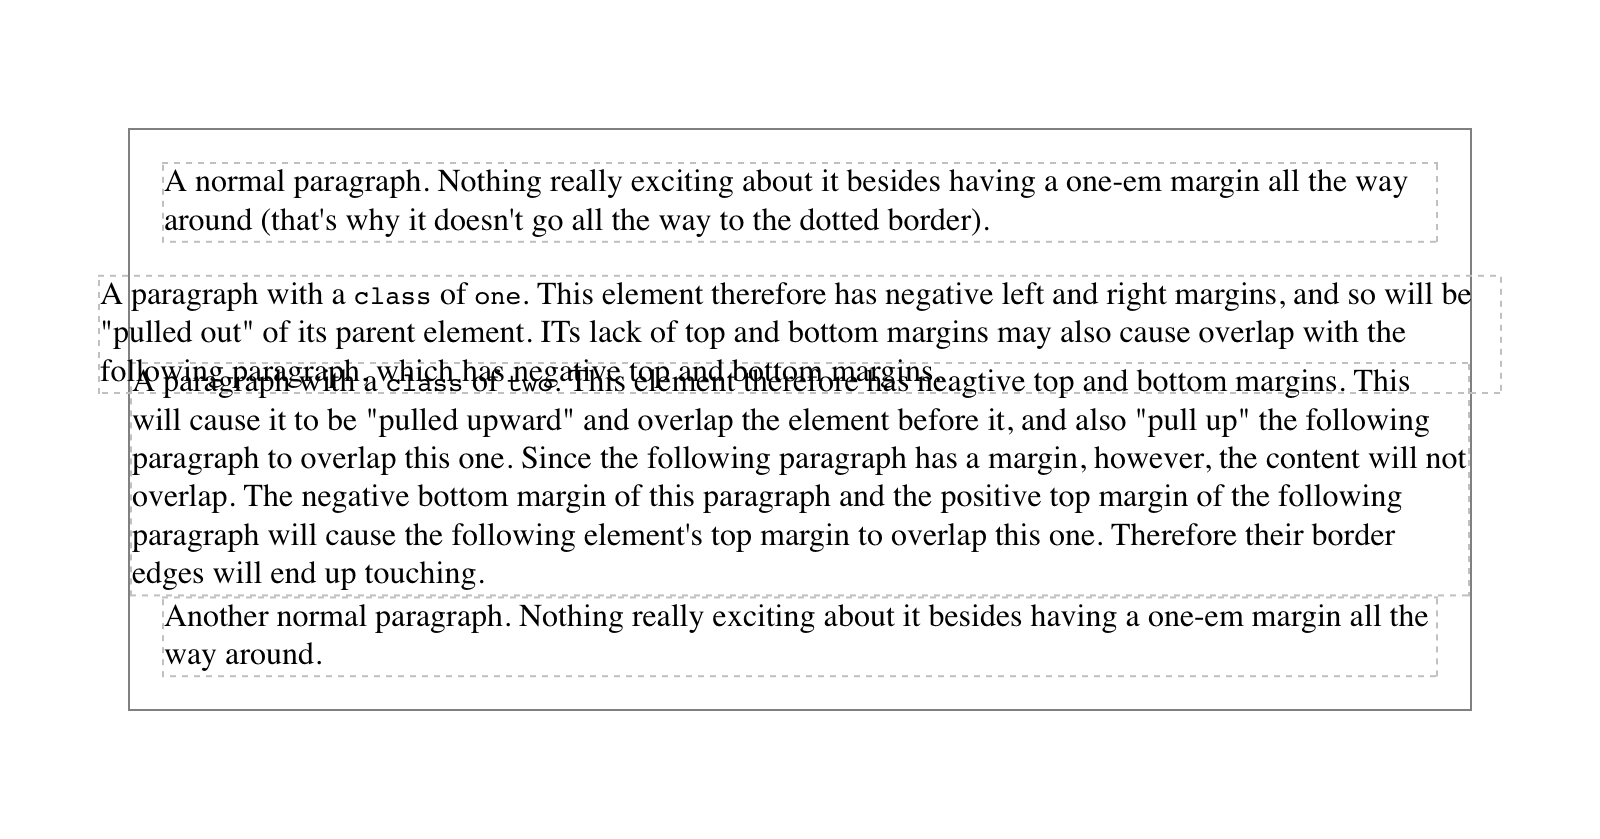 A normal paragraph. Nothing really exciting about it besides having a one-em margin all the way
around (that's why it doesn't go all the way to the dotted border).
A paragraph with a class of one. This element therefore has negative left and right margins, and so will be
"pulled out" of its parent element. ITs lack of top and bottom margins may also cause overlap with the
following paragraph, which has negative top and bottom margins.
A paragraph with a class of two. This element therefore has neagtive top and bottom margins. This
will cause it to be "pulled upward" and overlap the element before it, and also "pull up" the following
paragraph to overlap this one. Since the following paragraph has a margin, however, the content will not
overlap. The negative bottom margin of this paragraph and the positive top margin of the following
paragraph will cause the following element's top margin to overlap this one. Therefore their border
edges will end up touching.
Another normal paragraph. Nothing really exciting about it besides having a one-em margin all the
way around.